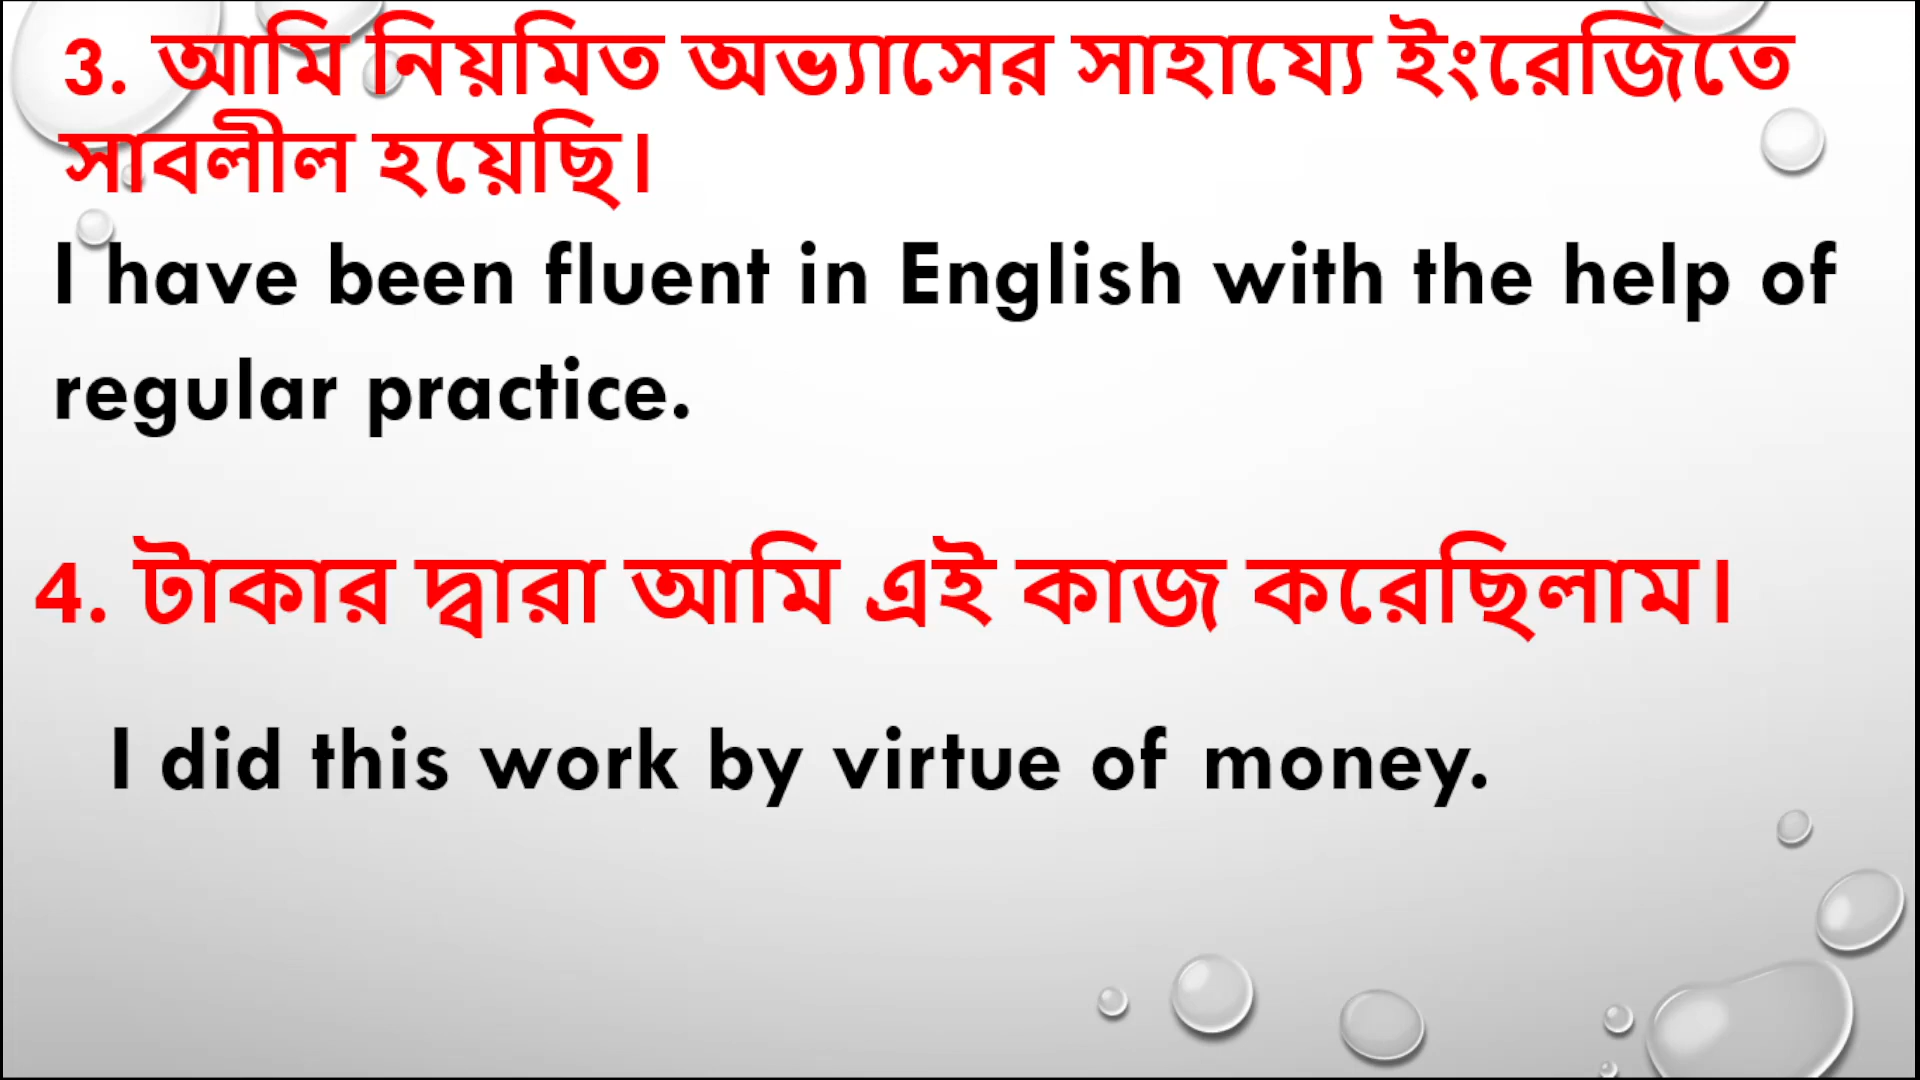 3. আমি নিয়মিত অভ্যাসের সাহায্যে ইংরেজিতে
সাবলীল হয়েছি।
I have been fluent in English with the help of
regular practice.
4. টাকার দ্বারা আমি এই কাজ করেছিলাম।
I did this work by virtue of money.